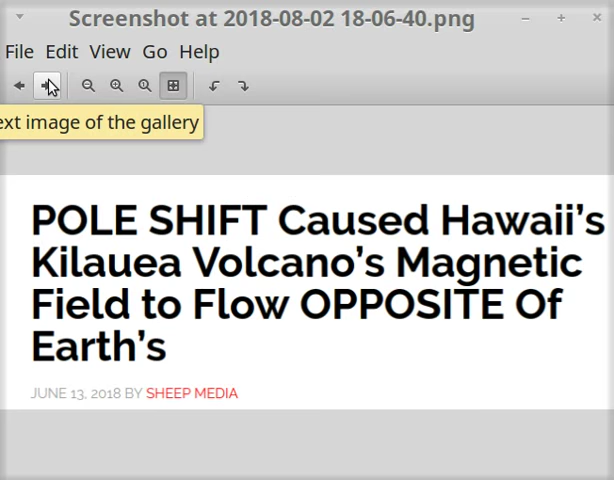 Screenshot at 2018-08-02 18-06-40.png
File Edit View Go Help
ext image of the gallery
POLE SHIFT Caused Hawaii’s
Kilauea Volcano’s Magnetic
Field to Flow OPPOSITE Of
Earth’s
JUNE 13, 2018 BY SHEEP MEDIA